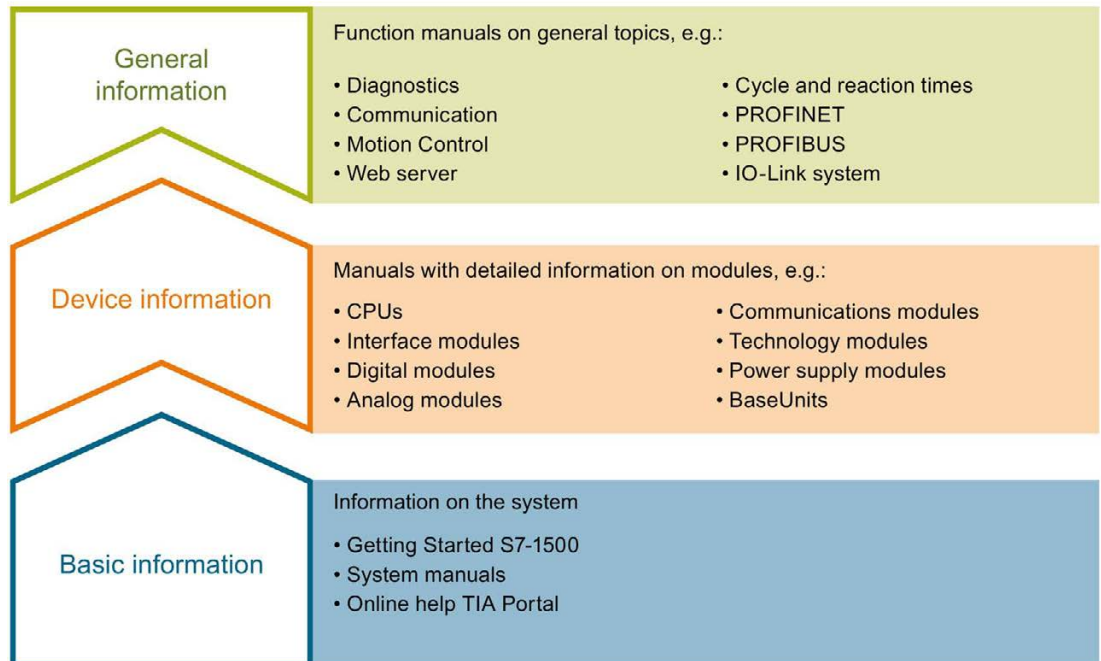 General
information
Function manuals on general topics, e.g.:
• Diagnostics
• Communication
• Motion Control
• Web server
• Cycle and reaction times
• PROFINET
• PROFIBUS
• IO-Link system
Device information
Manuals with detailed information on modules, e.g.:
• CPUs
• Interface modules
• Digital modules
• Analog modules
• Communications modules
• Technology modules
• Power supply modules
• BaseUnits
Basic information
Information on the system
• Getting Started S7-1500
• System manuals
• Online help TIA Portal